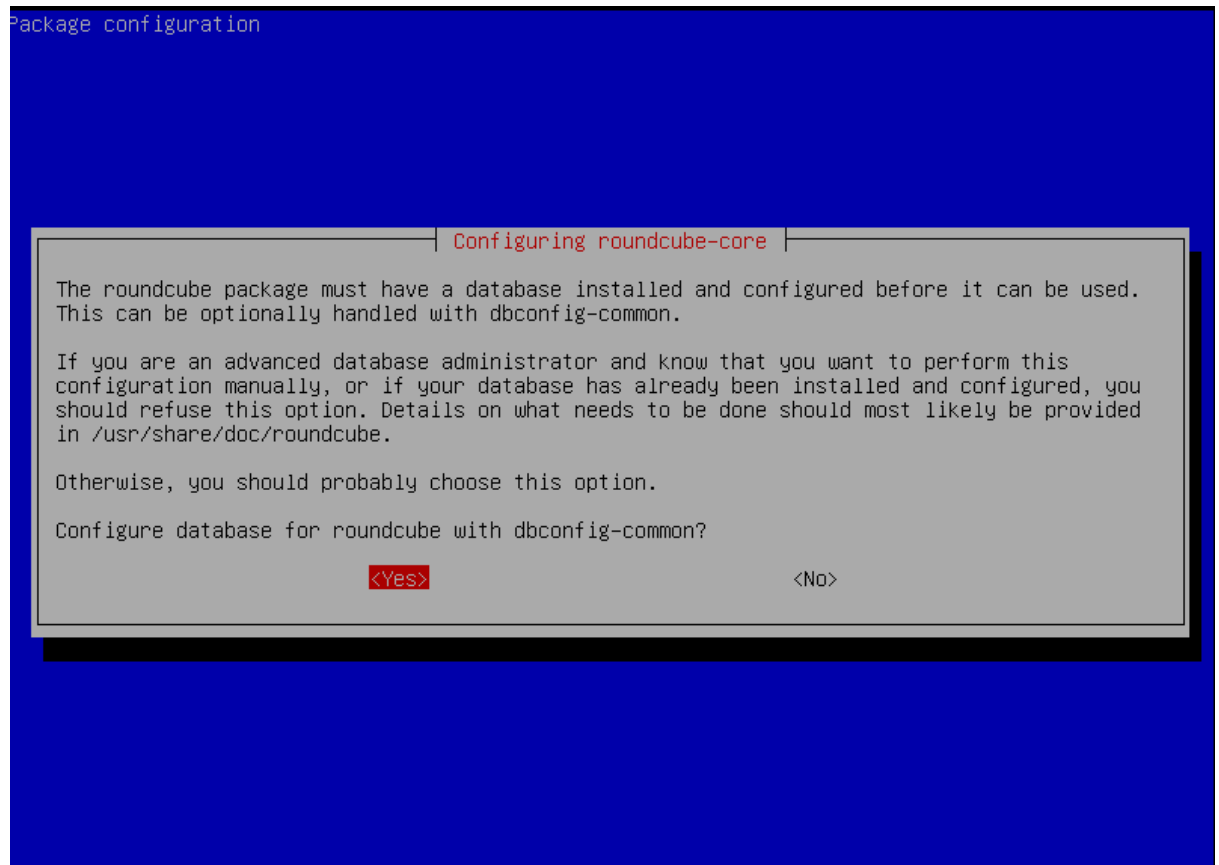 Package configuration
Configuring roundcube-core
The roundcube package must have a database installed and configured before it can be used.
This can be optionally handled with dbconfig-common.
If you are an advanced database administrator and know that you want to perform this
configuration manually, or if your database has already been installed and configured, you
should refuse this option. Details on what needs to be done should most likely be provided
in /usr/share/doc/roundcube.
Otherwise, you should probably choose this option.
Configure database for roundcube with dbconfig-common?
<Yes> <No>